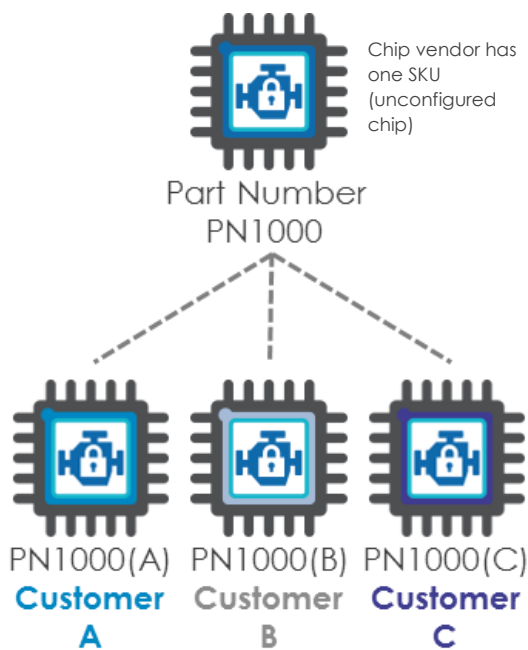 Chip vendor has
one SKU
(unconfigured
chip)
Part Number
PN1000
PN1000(A) PN1000(B) PN1000(C)
Customer Customer Customer
A B C